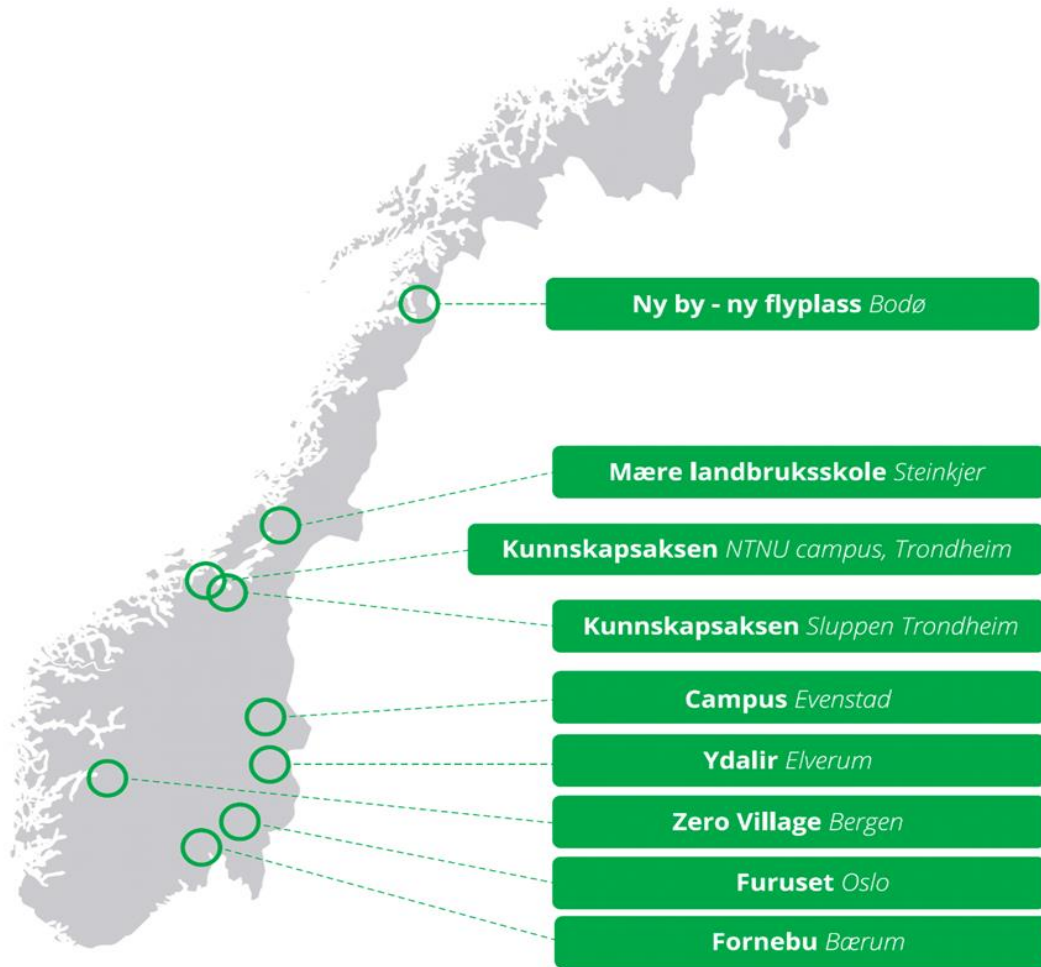 Ny by - ny flyplass Bodø
Mære landbruksskole Steinkjer
Kunnskapsaksen NTNU campus, Trondheim
Kunnskapsaksen Sluppen Trondheim
Campus Evenstad
Ydalir Elverum
Zero Village Bergen
Furuset Oslo
Fornebu Bærum